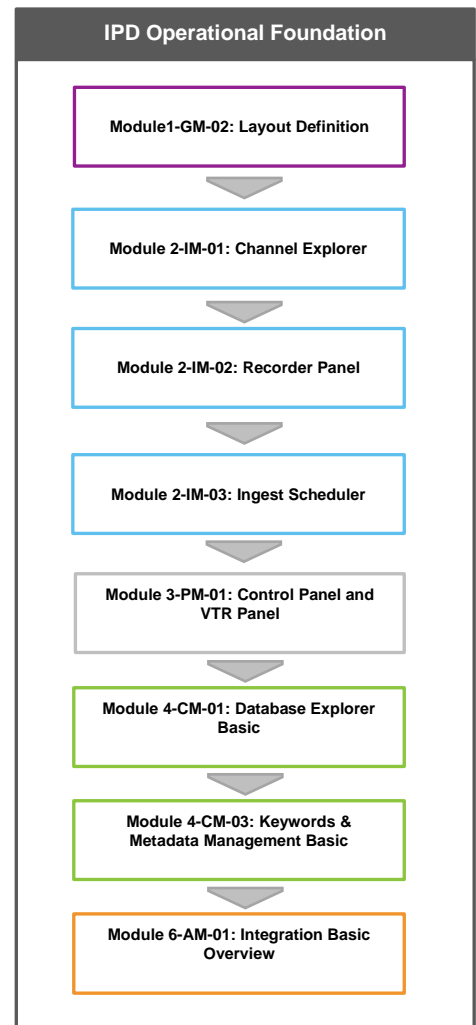 IPD Operational Foundation
Module1-GM-02: Layout Definition
Module 2-IM-01: Channel Explorer
Module 2-IM-02: Recorder Panel
Module 2-IM-03: Ingest Scheduler
Module 3-PM-01: Control Panel and
VTR Panel
Module 4-CM-01: Database Explorer
Basic
Module 4-CM-03: Keywords &
Metadata Management Basic
Module 6-AM-01: Integration Basic
Overview